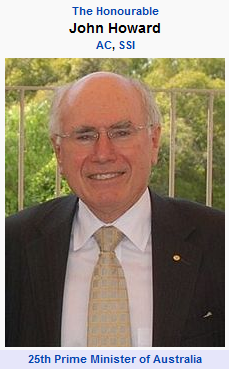 The Honourable
John Howard
AC, SSI
25th Prime Minister of Australia